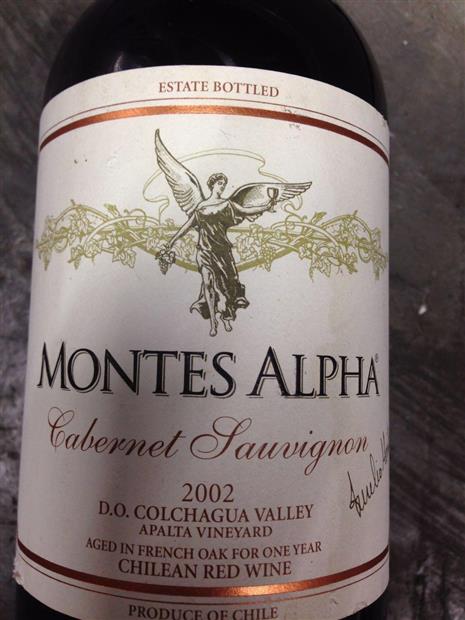 ESTATE BOTTLED
MONTES ALPHA®
Cabernet Sauvignon
2002
D.O. COLCHAGUA VALLEY
APALTA VINEYARD
AGED IN FRENCH OAK FOR ONE YEAR
CHILEAN RED WINE
PRODUCE OF CHILE